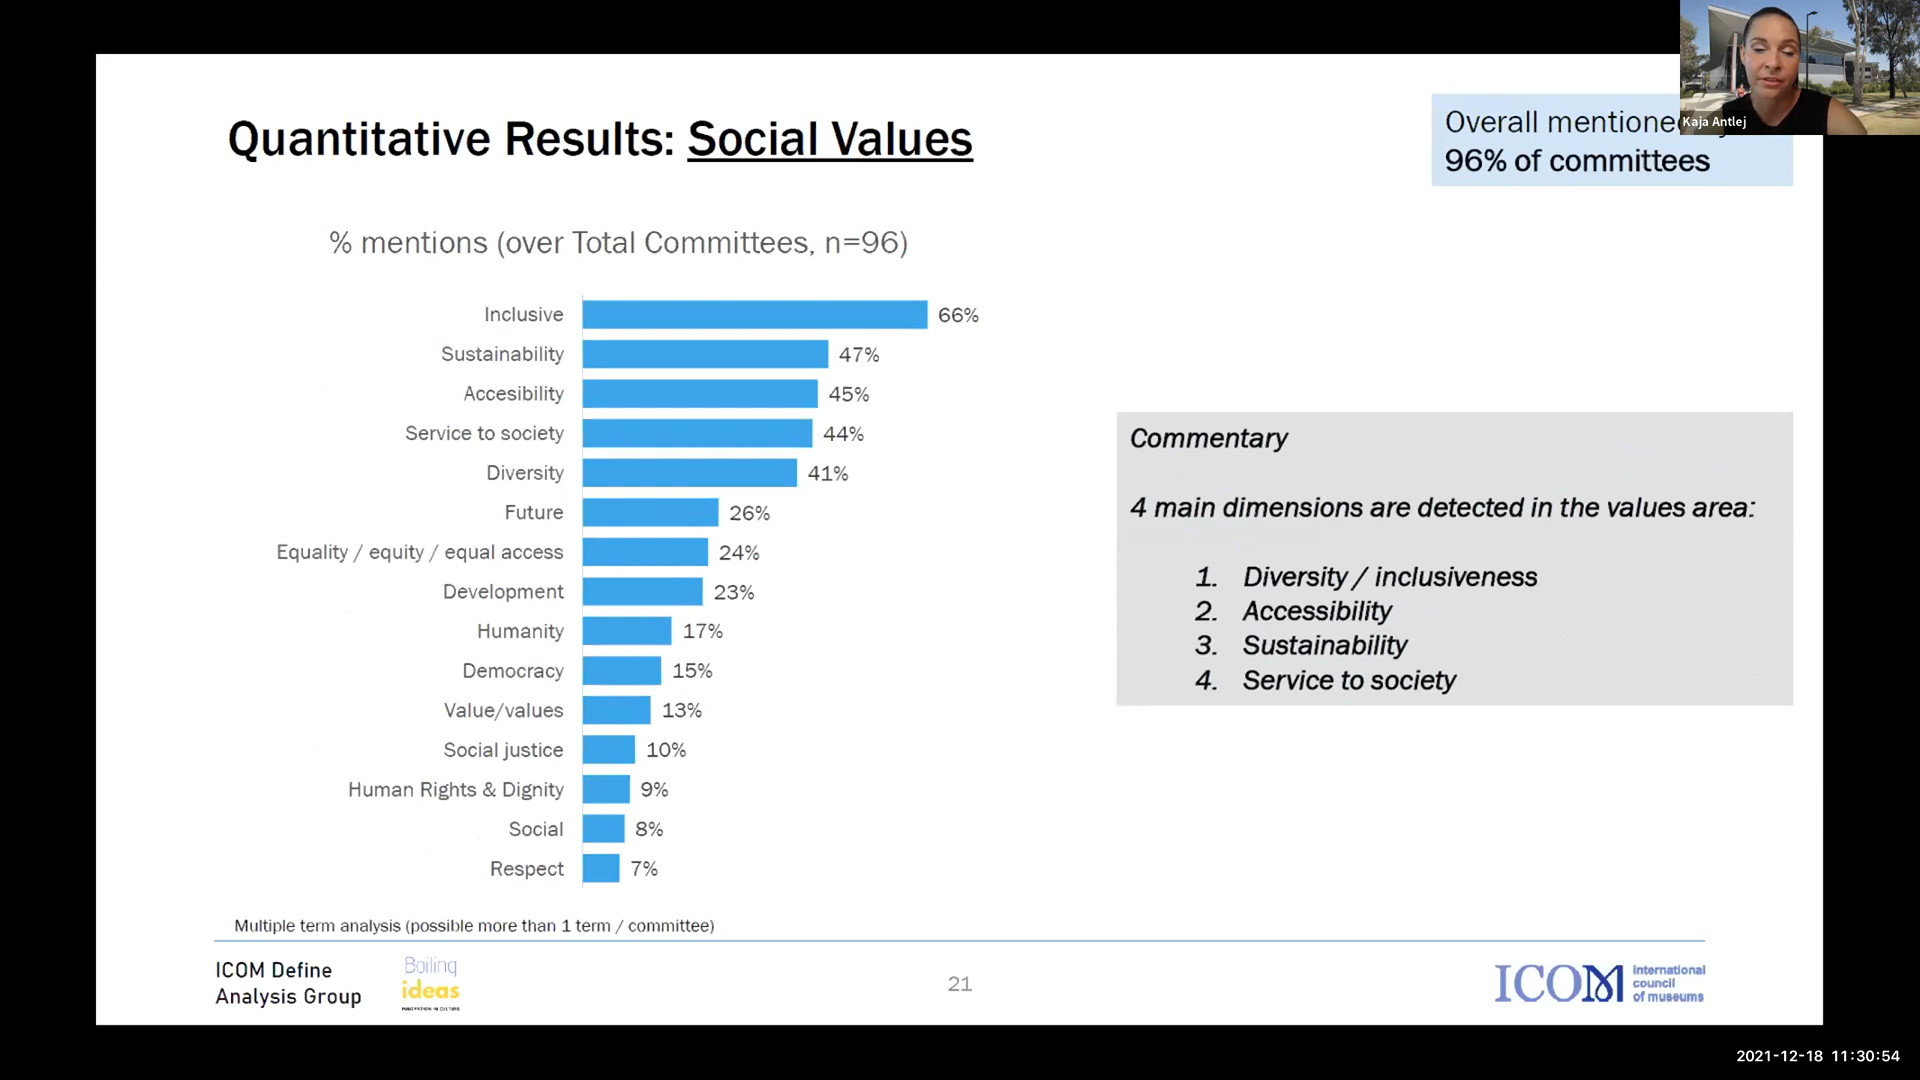 Quantitative Results: Social Values
Overall mentione
96% of committees
Kaja Antlej
% mentions (over Total Committees, n=96)
Inclusive 66%
Sustainability 47%
Accesibility 45%
Service to society 44%
Diversity 41%
Future 26%
Equality / equity / equal access 24%
Development 23%
Humanity 17%
Democracy 15%
Value/values 13%
Social justice 10%
Human Rights & Dignity 9%
Social 8%
Respect 7%
Commentary
4 main dimensions are detected in the values area:
1. Diversity / inclusiveness
2. Accessibility
3. Sustainability
4. Service to society
Multiple term analysis (possible more than 1 term / committee)
ICOM Define
Analysis Group
Boiling
ideas
INNOVATION IN CULTURE
21
ICOM
international
council
of museums
2021-12-18 11:30:54